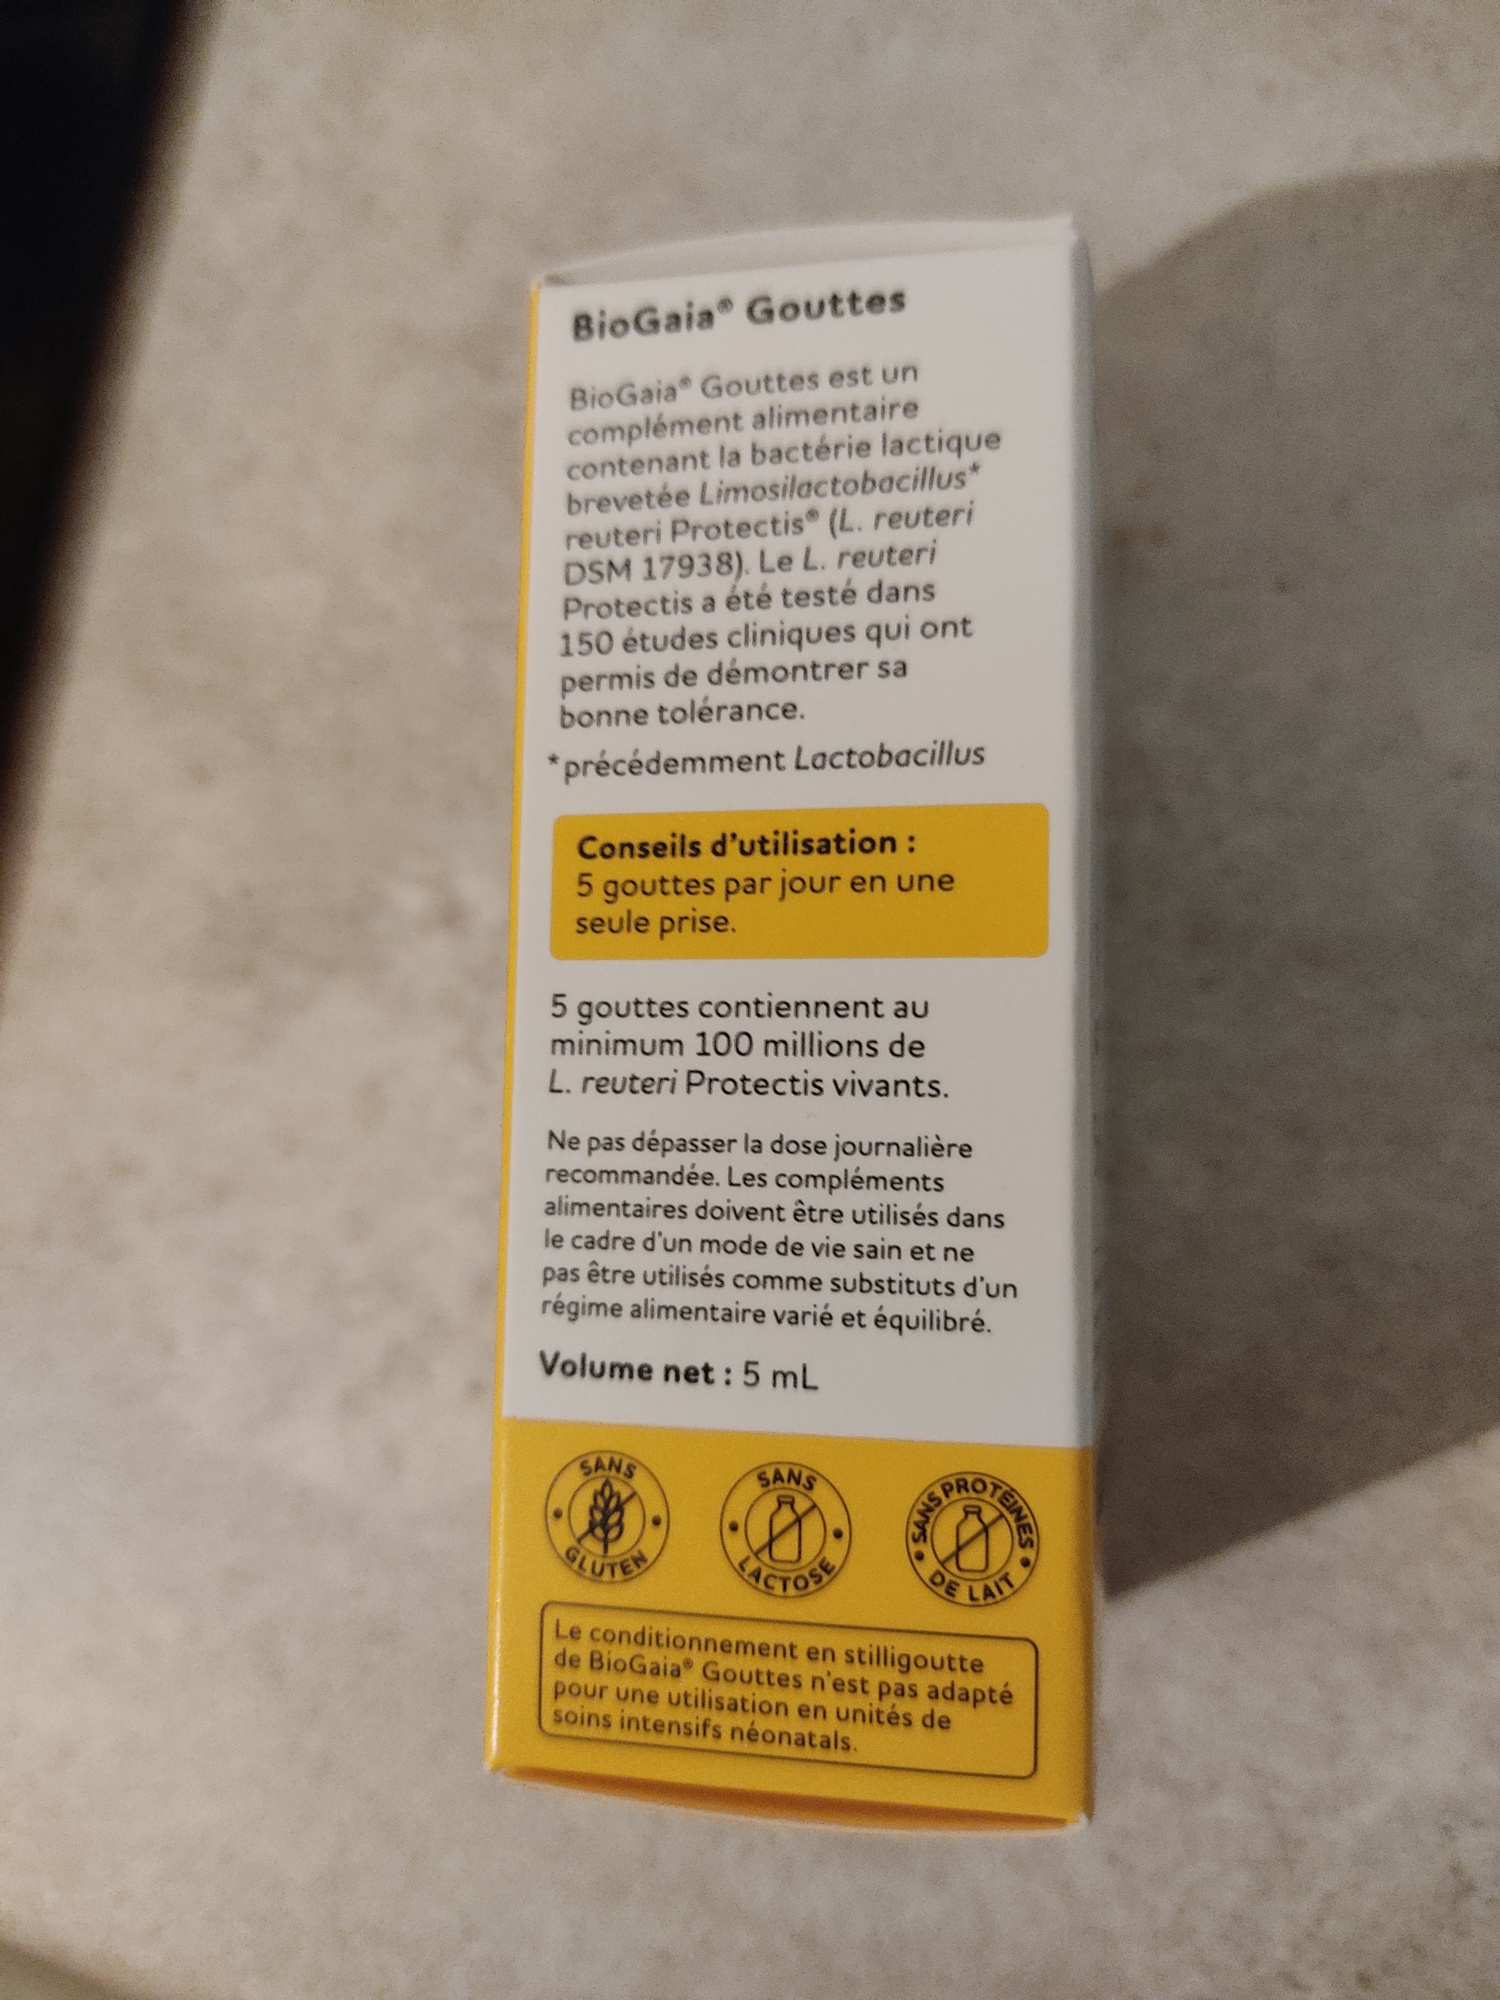 BioGaia® Gouttes
BioGaia® Gouttes est un
complément alimentaire
contenant la bactérie lactique
brevetée Limosilactobacillus*
reuteri Protectis® (L. reuteri
DSM 17938). Le L. reuteri
Protectis a été testé dans
150 études cliniques qui ont
permis de démontrer sa
bonne tolérance.
*précédemment Lactobacillus
Conseils d'utilisation :
5 gouttes par jour en une
seule prise.
5 gouttes contiennent au
minimum 100 millions de
L. reuteri Protectis vivants.
Ne pas dépasser la dose journalière
recommandée. Les compléments
alimentaires doivent être utilisés dans
le cadre d'un mode de vie sain et ne
pas être utilisés comme substituts d'un
régime alimentaire varié et équilibré.
Volume net : 5 mL
SANS GLUTEN
SANS LACTOSE
SANS PROTÉINES DE LAIT
Le conditionnement en stilligoutte
de BioGaia® Gouttes n'est pas adapté
pour une utilisation en unités de
soins intensifs néonatals.